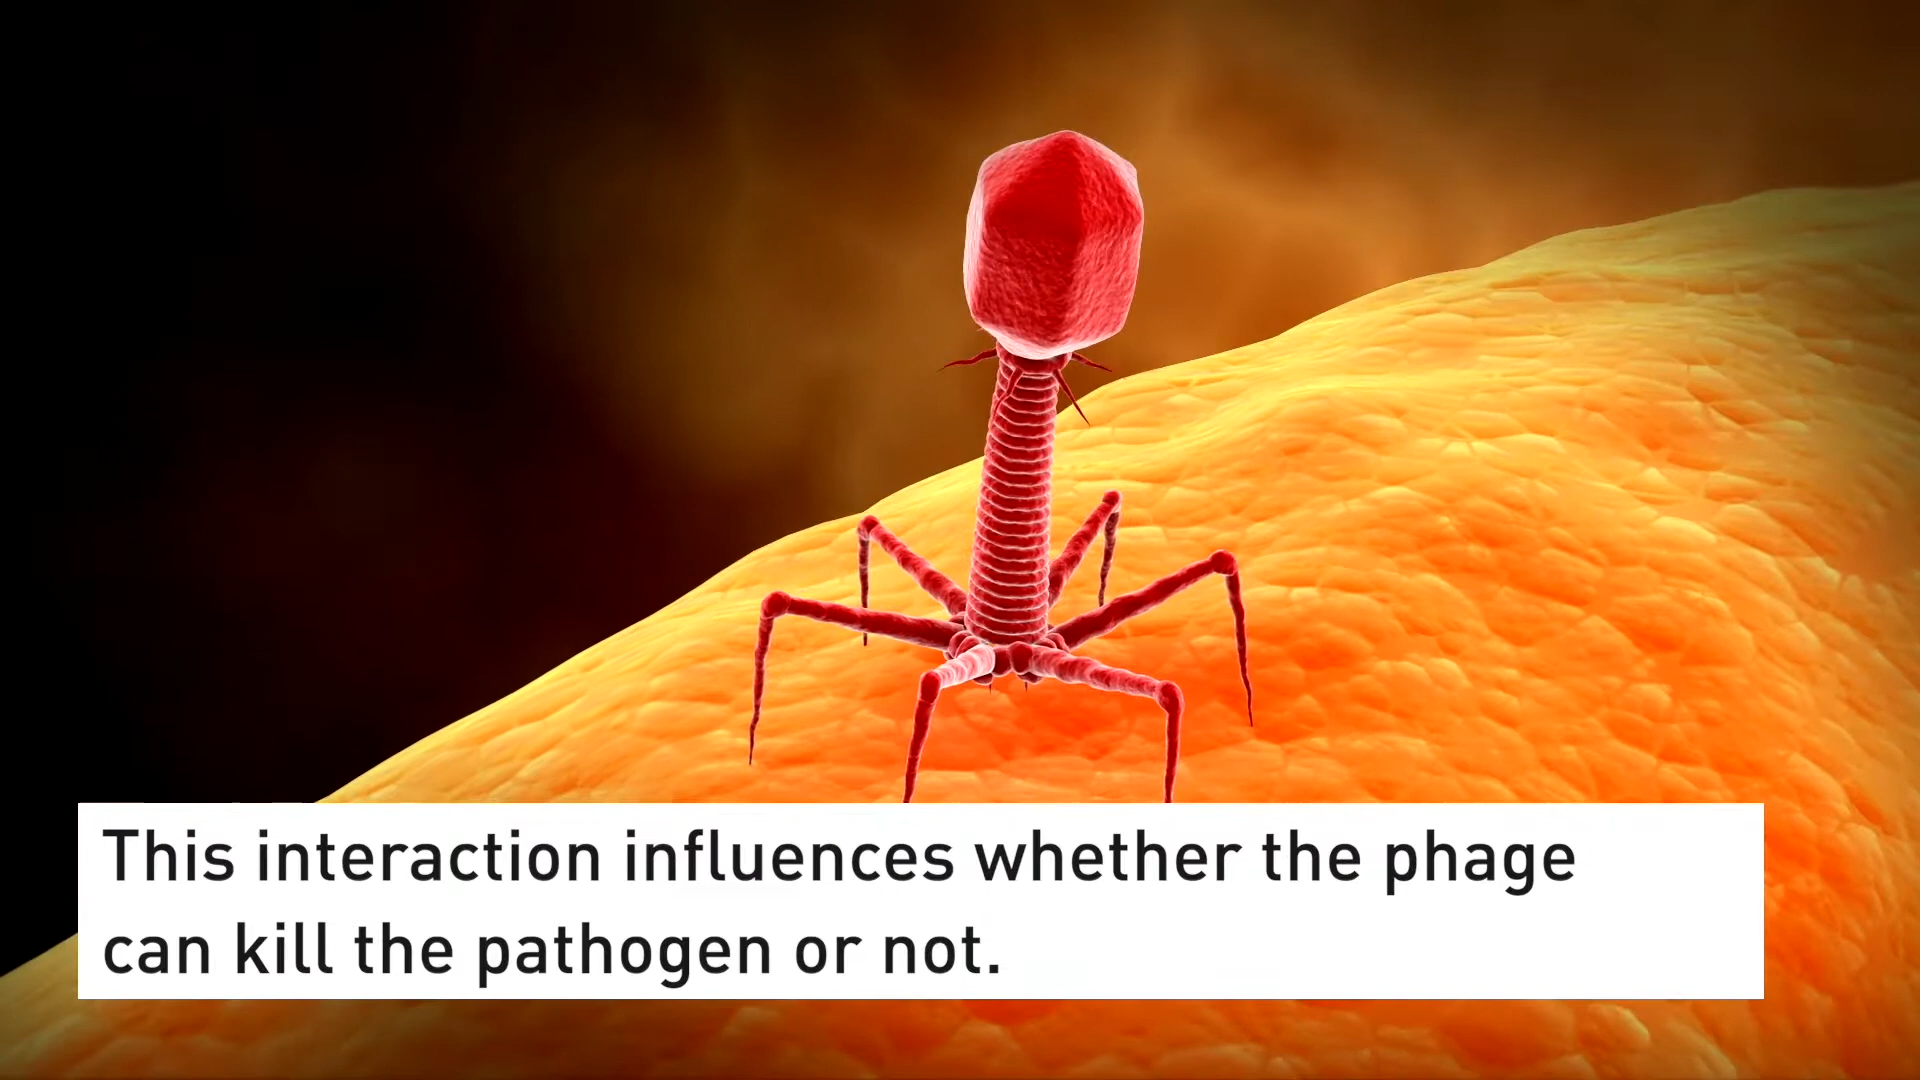 This interaction influences whether the phage
can kill the pathogen or not.